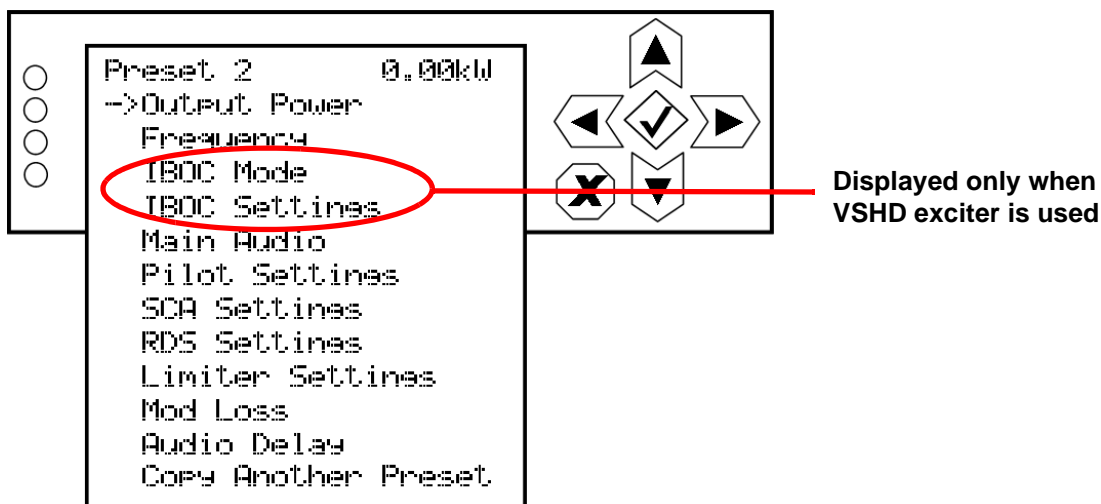 Preset 2 0.00kW
->Output Power
Frequency
IBOC Mode
IBOC Settings
Main Audio
Pilot Settings
SCA Settings
RDS Settings
Limiter Settings
Mod Loss
Audio Delay
Copy Another Preset
Displayed only when
VSHD exciter is used